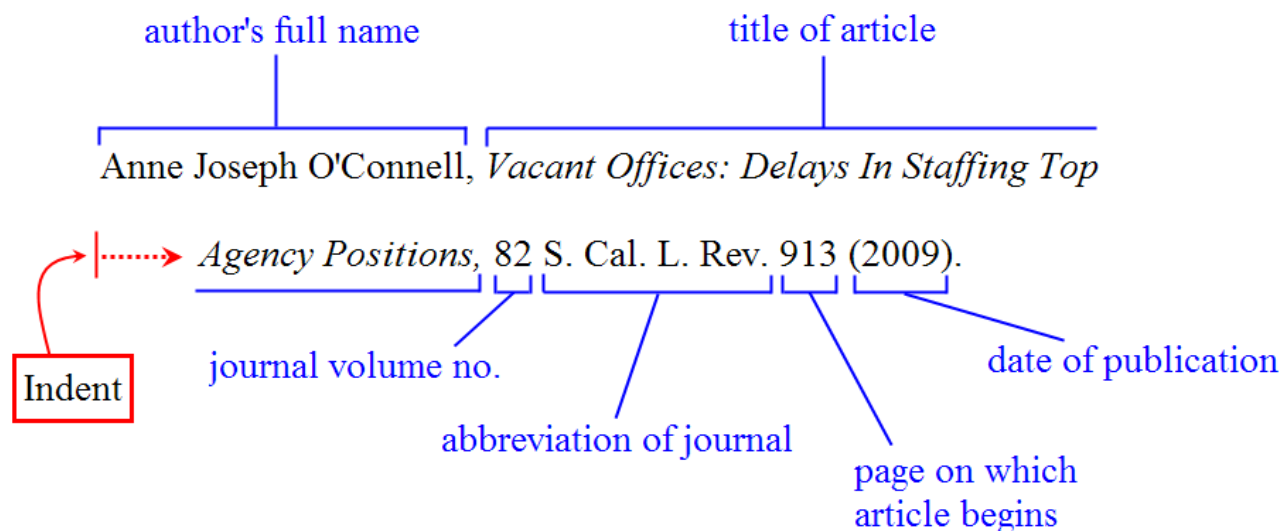 author's full name
title of article
Anne Joseph O'Connell, Vacant Offices: Delays In Staffing Top
Agency Positions, 82 S. Cal. L. Rev. 913 (2009).
Indent
journal volume no.
date of publication
abbreviation of journal
page on which
article begins